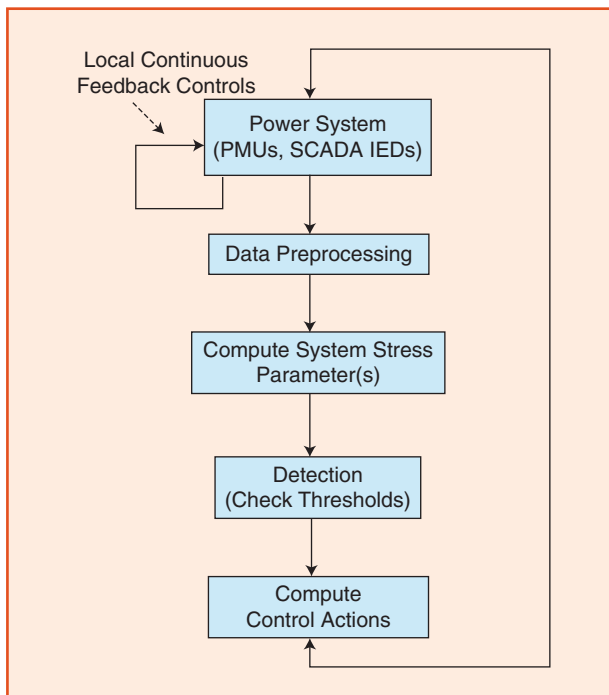 Local Continuous
Feedback Controls
Power System
(PMUs, SCADA IEDs)
Data Preprocessing
Compute System Stress
Parameter(s)
Detection
(Check Thresholds)
Compute
Control Actions